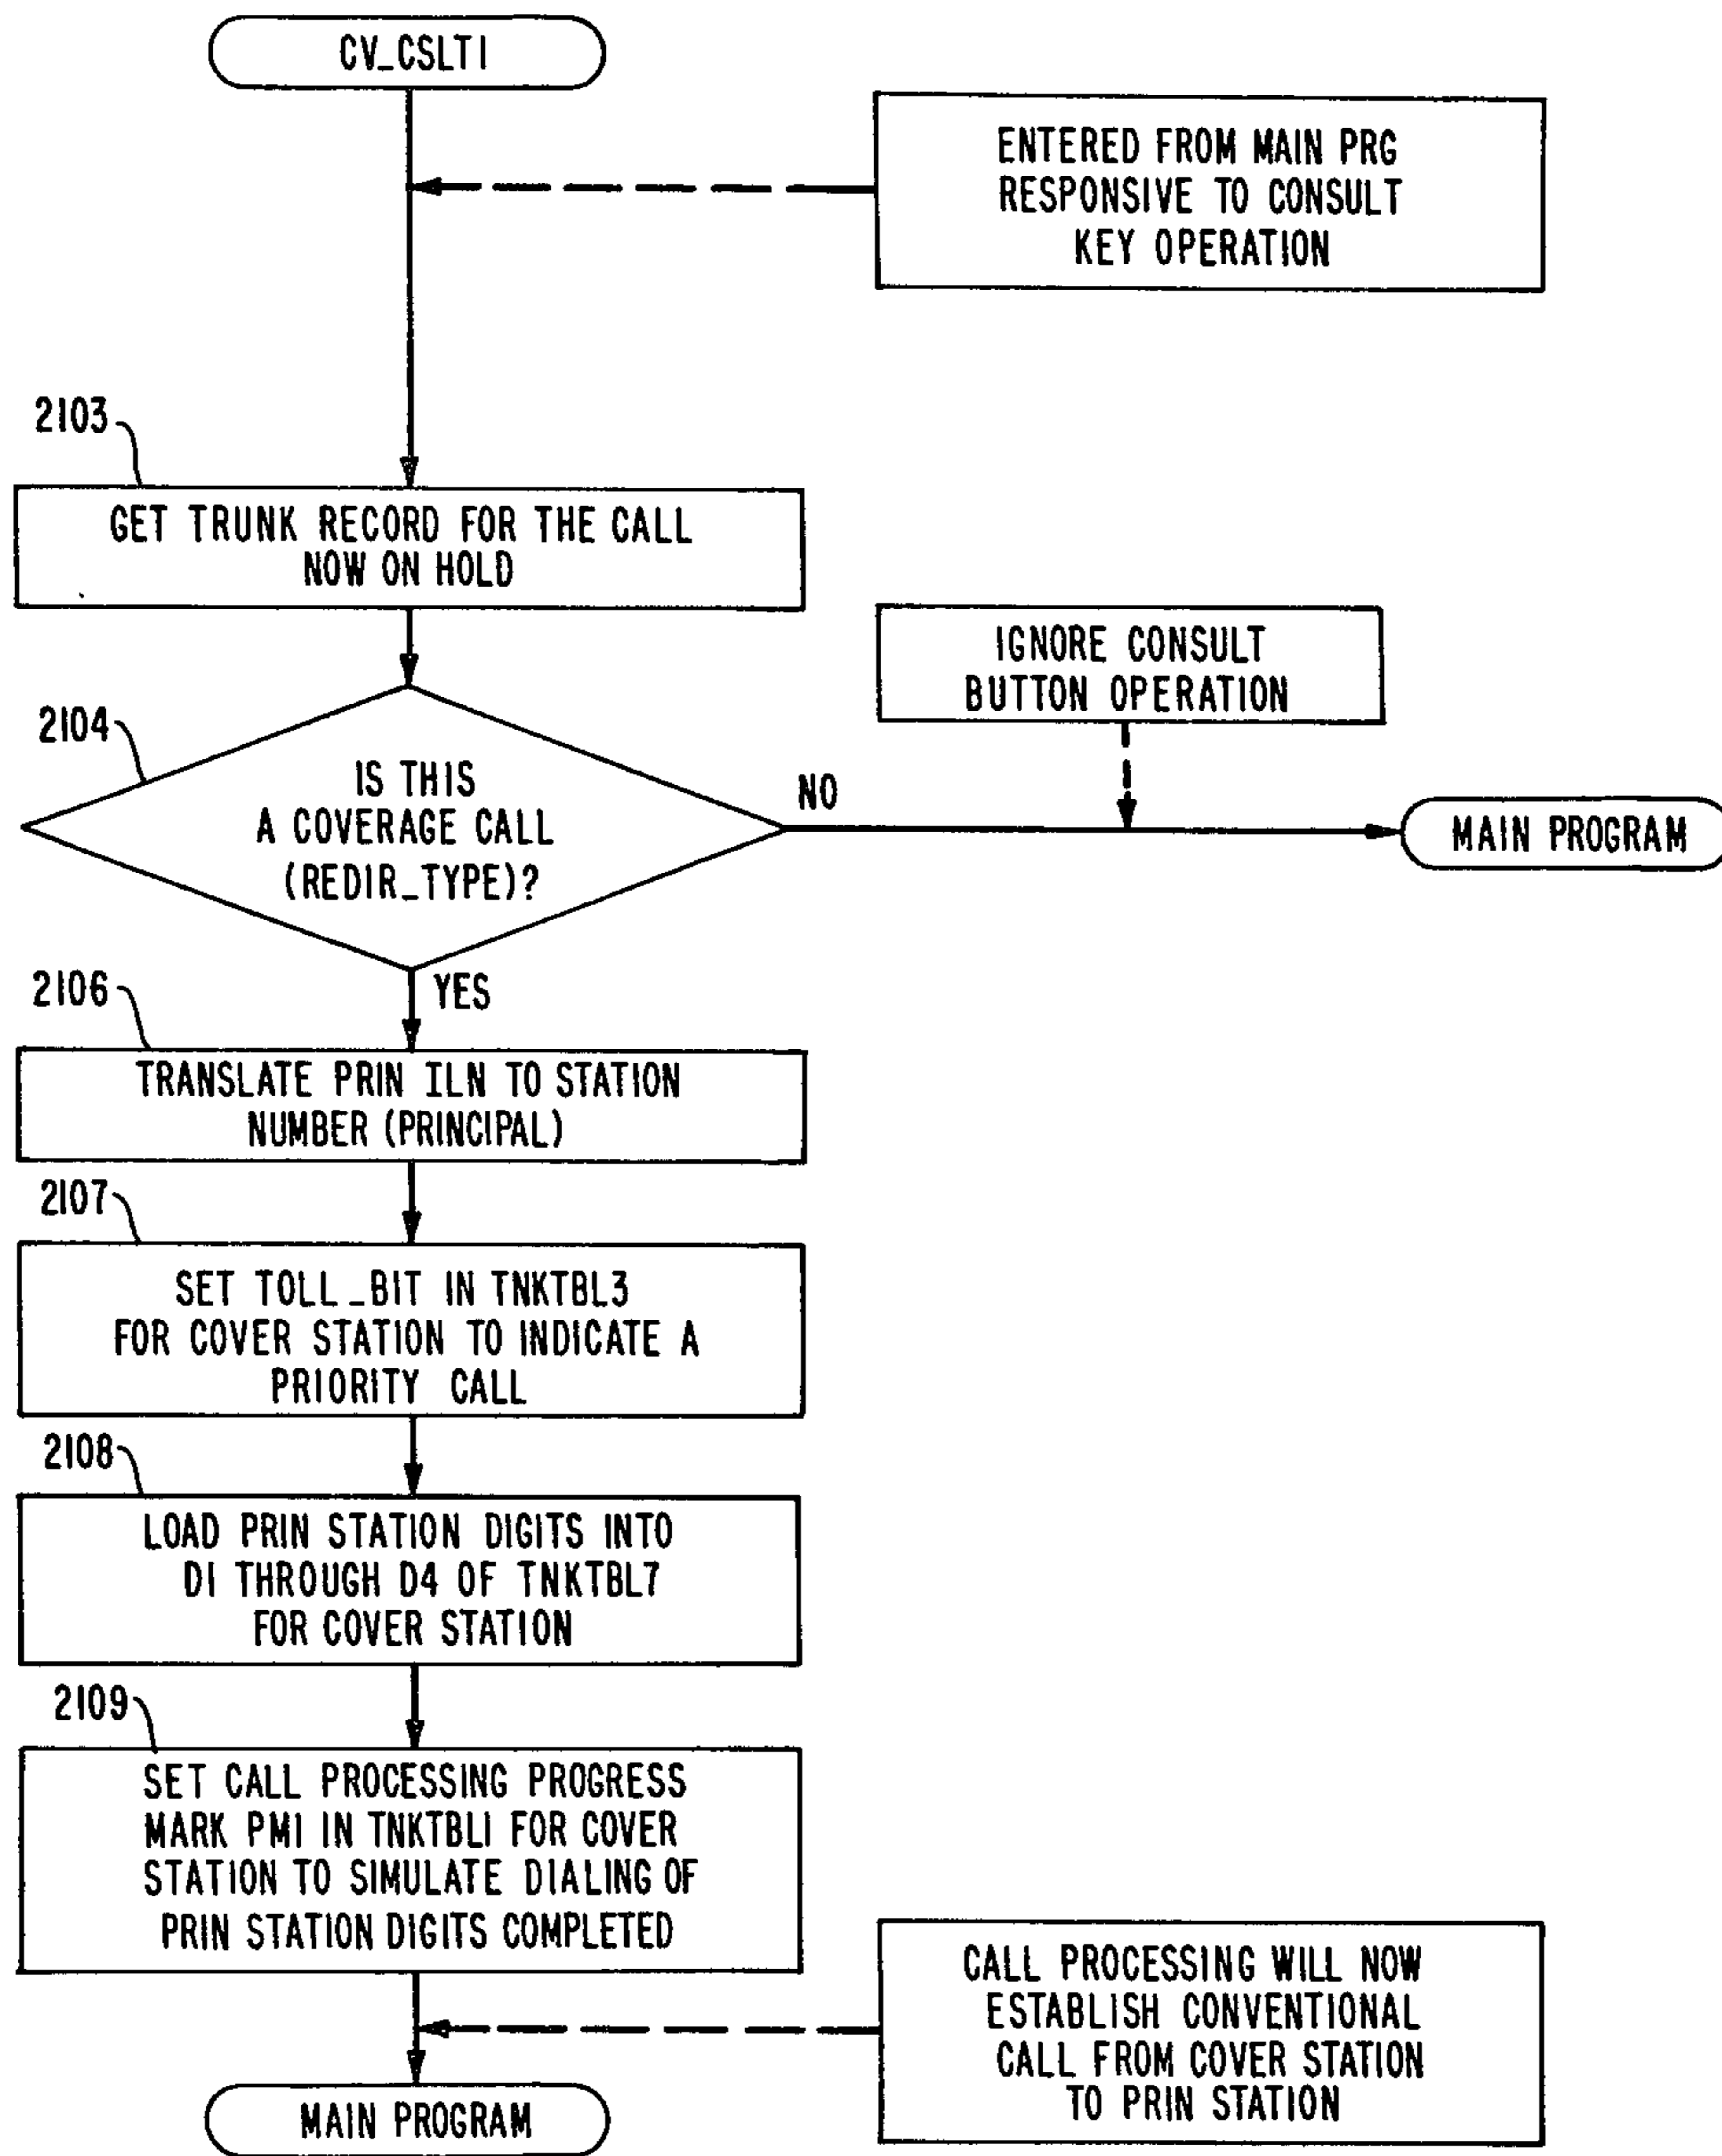 CV_CSLT1
ENTERED FROM MAIN PRG
RESPONSIVE TO CONSULT
KEY OPERATION
2103
GET TRUNK RECORD FOR THE CALL
NOW ON HOLD
IGNORE CONSULT
BUTTON OPERATION
2104
IS THIS
A COVERAGE CALL
(REDIR_TYPE)?
NO
MAIN PROGRAM
YES
2106
TRANSLATE PRIN ILN TO STATION
NUMBER (PRINCIPAL)
2107
SET TOLL_BIT IN TNKTBL3
FOR COVER STATION TO INDICATE A
PRIORITY CALL
2108
LOAD PRIN STATION DIGITS INTO
D1 THROUGH D4 OF TNKTBL7
FOR COVER STATION
2109
SET CALL PROCESSING PROGRESS
MARK PM1 IN TNKTBL1 FOR COVER
STATION TO SIMULATE DIALING OF
PRIN STATION DIGITS COMPLETED
CALL PROCESSING WILL NOW
ESTABLISH CONVENTIONAL
CALL FROM COVER STATION
TO PRIN STATION
MAIN PROGRAM